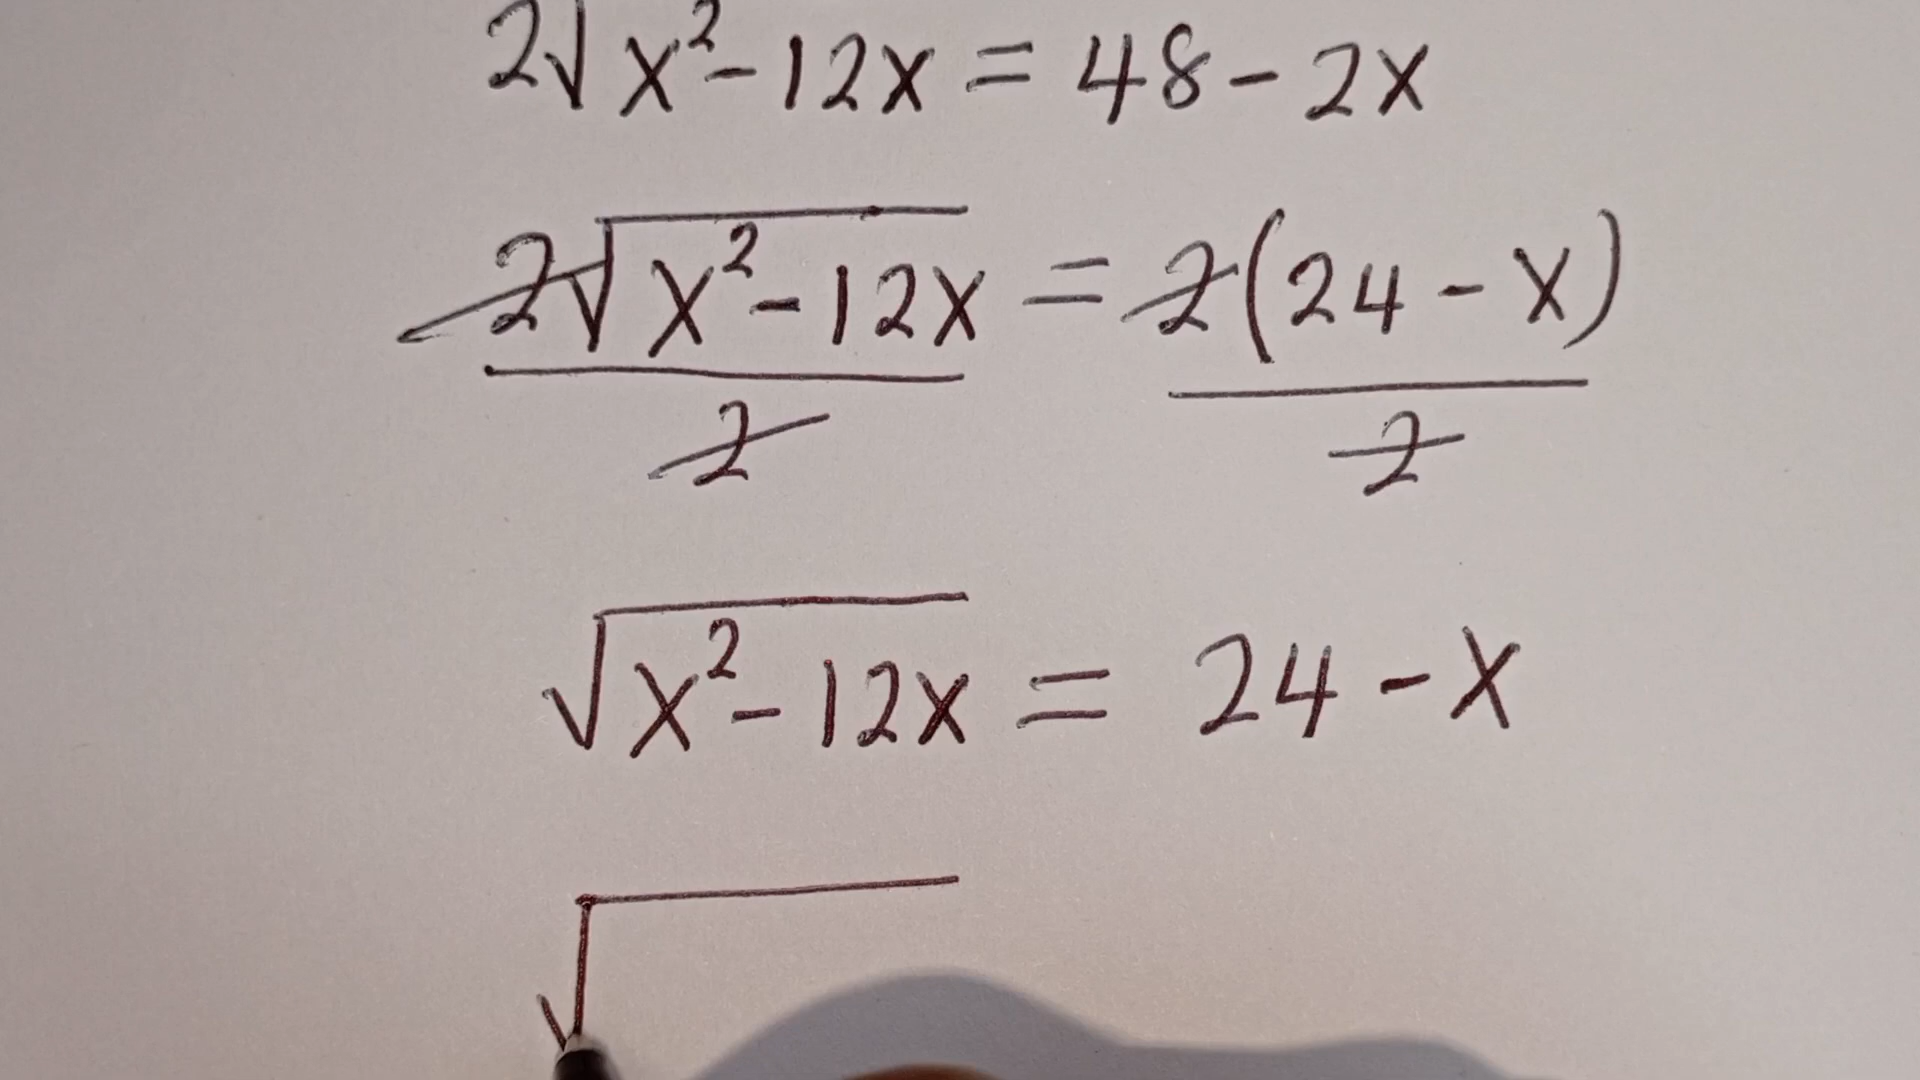 2√x²-12x = 48-2x
2√x²-12x = 2(24-x)
2 2
√x²-12x = 24-x
√